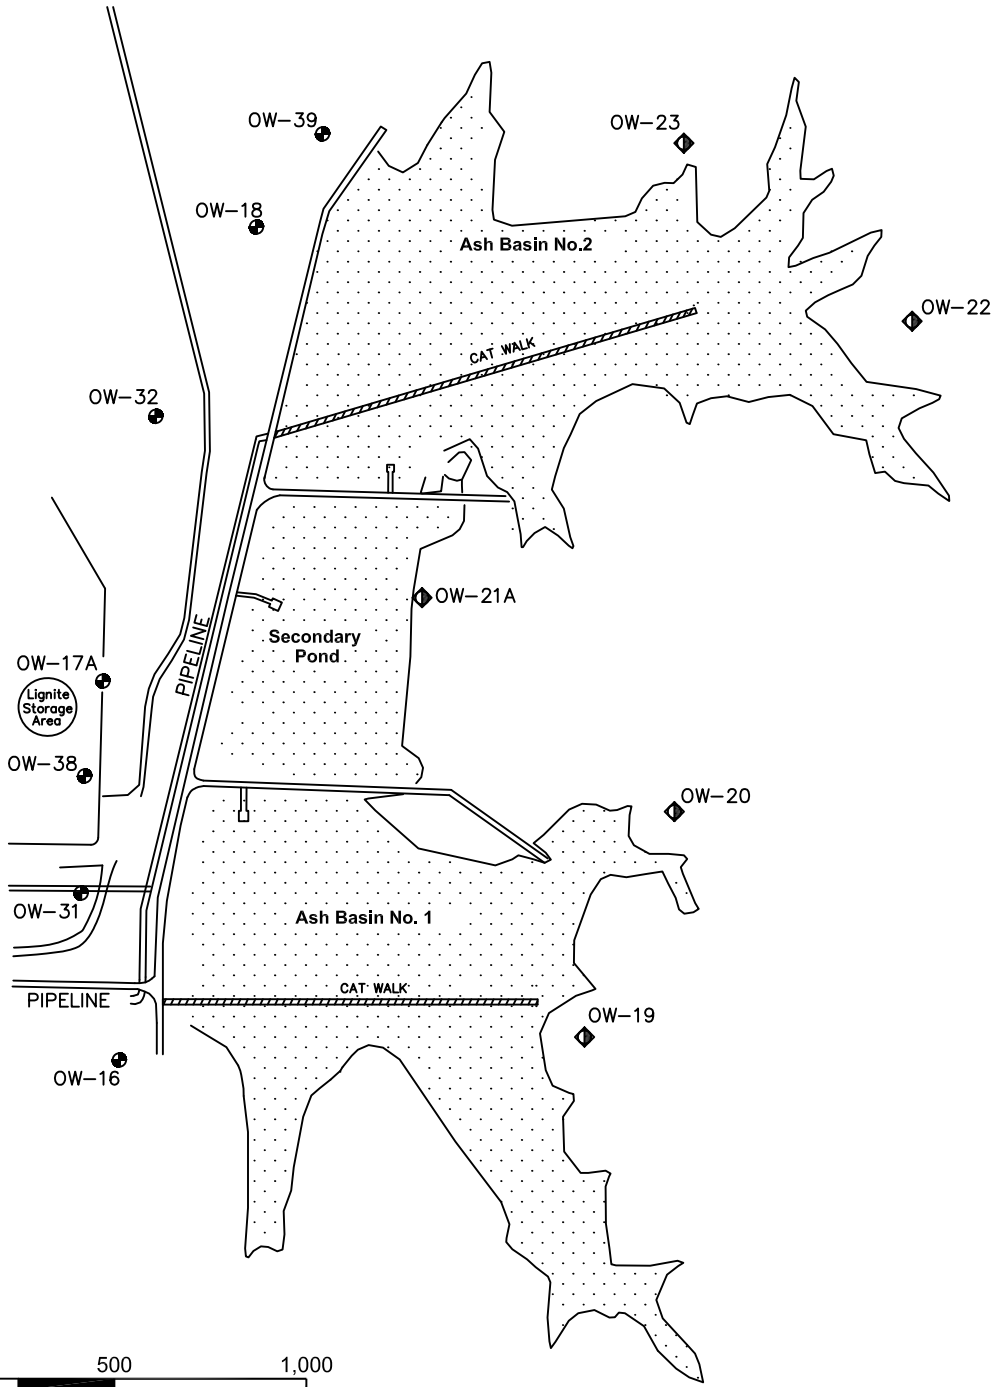 OW-39
OW-23
OW-18
Ash Basin No.2
OW-22
CAT WALK
OW-32
OW-21A
PIPELINE
Secondary
Pond
OW-17A
Lignite
Storage
Area
OW-38
OW-20
OW-31
Ash Basin No. 1
CAT WALK
PIPELINE
OW-19
OW-16
500
1,000